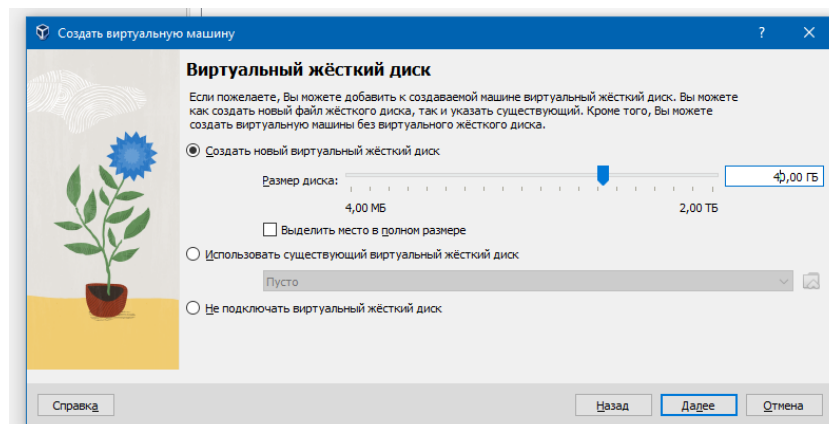 Создать виртуальную машину
?
Виртуальный жёсткий диск
Если пожелаете, Вы можете добавить к создаваемой машине виртуальный жёсткий диск. Вы можете
как создать новый файл жёсткого диска, так и указать существующий. Кроме того, Вы можете
создать виртуальную машины без виртуального жёсткого диска.
Создать новый виртуальный жёсткий диск
Размер диска:
40,00 ГБ
4,00 МБ
2,00 ТБ
Выделить место в полном размере
Использовать существующий виртуальный жёсткий диск
Пусто
Не подключать виртуальный жёсткий диск
Справка
Назад
Далее
Отмена